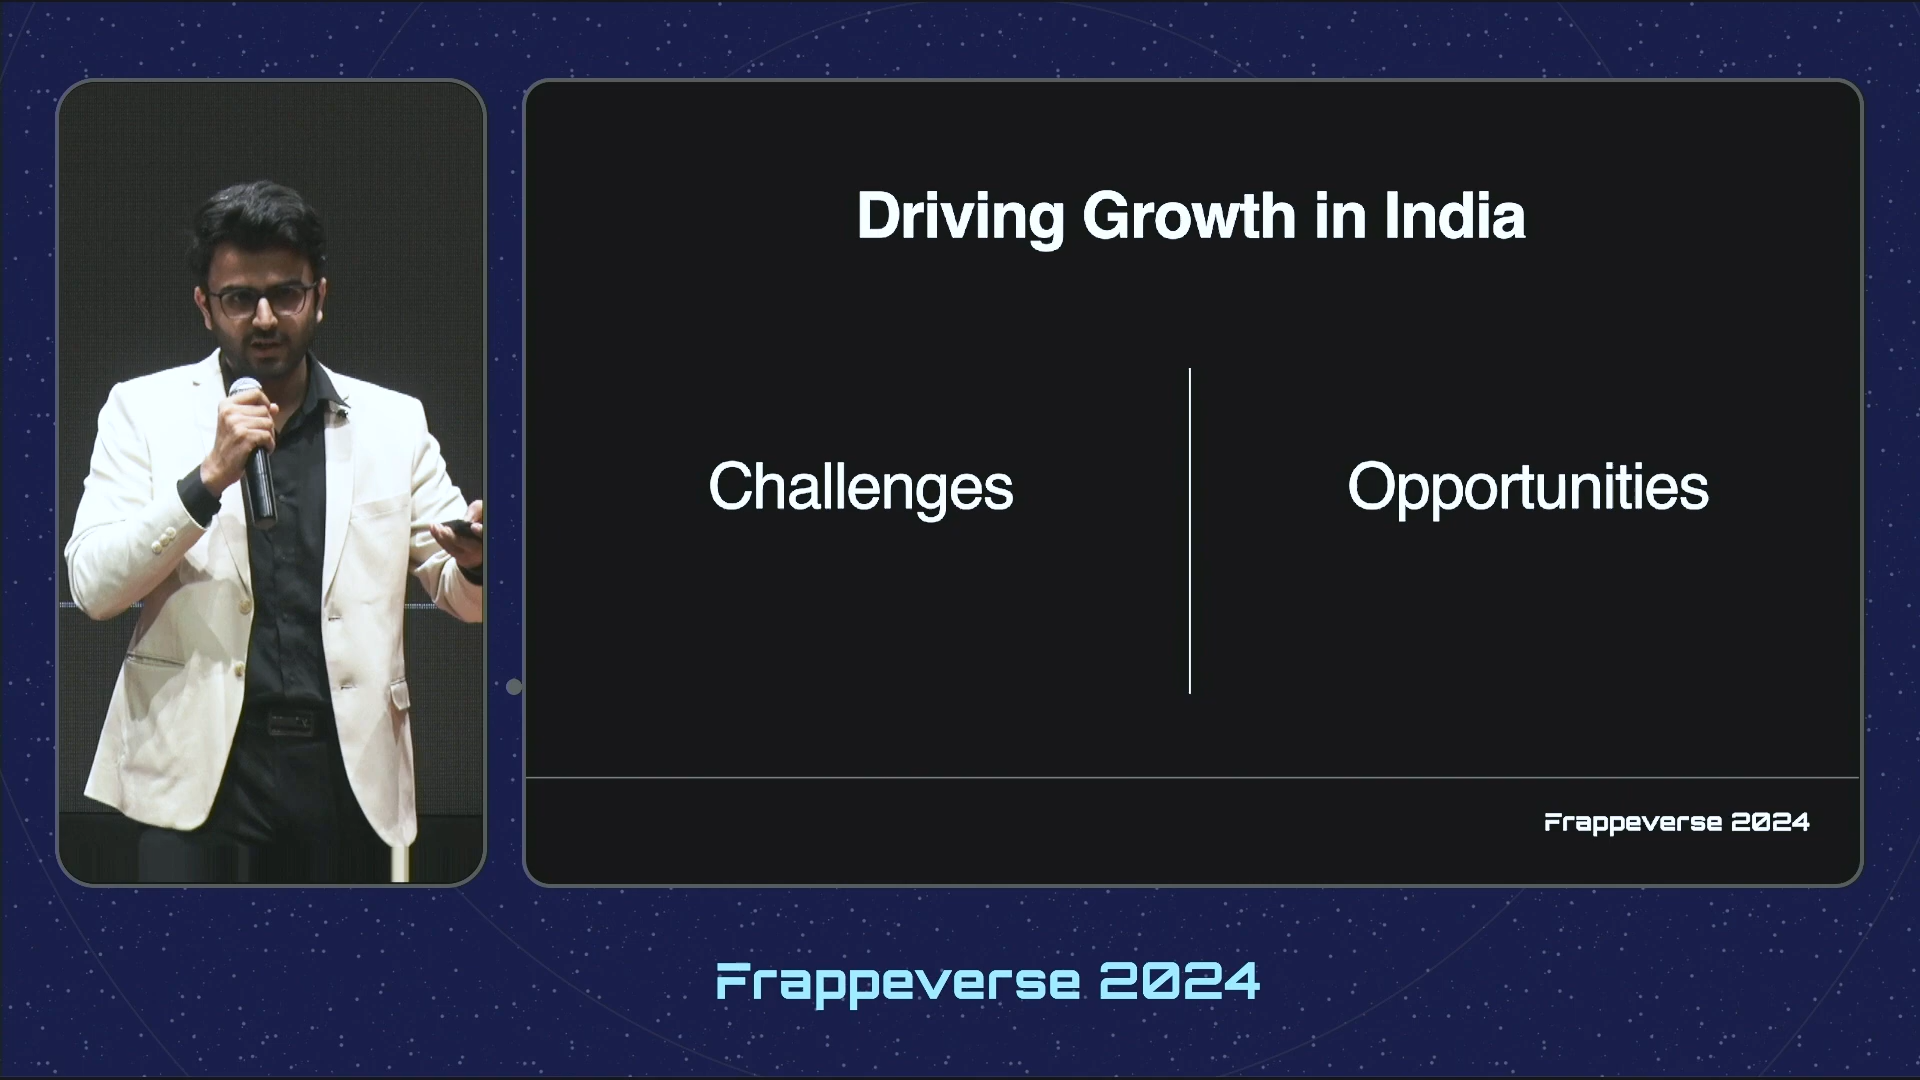 Driving Growth in India
Challenges
Opportunities
Frappeverse 2024
Frappeverse 2024